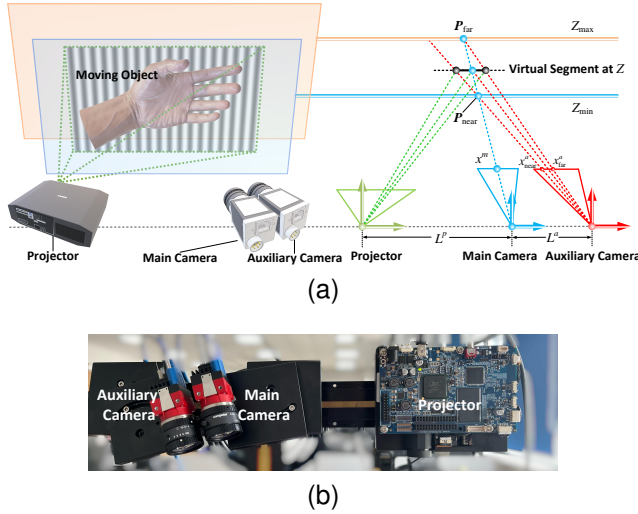 Moving Object
P_far
Z_max
Virtual Segment at Z
Z_min
P_near
x^m
x^a_near
x^a_far
Projector
Main Camera
Auxiliary Camera
Projector
L^p
Main Camera
L^a
Auxiliary Camera
(a)
Auxiliary
Camera
Main
Camera
Projector
(b)